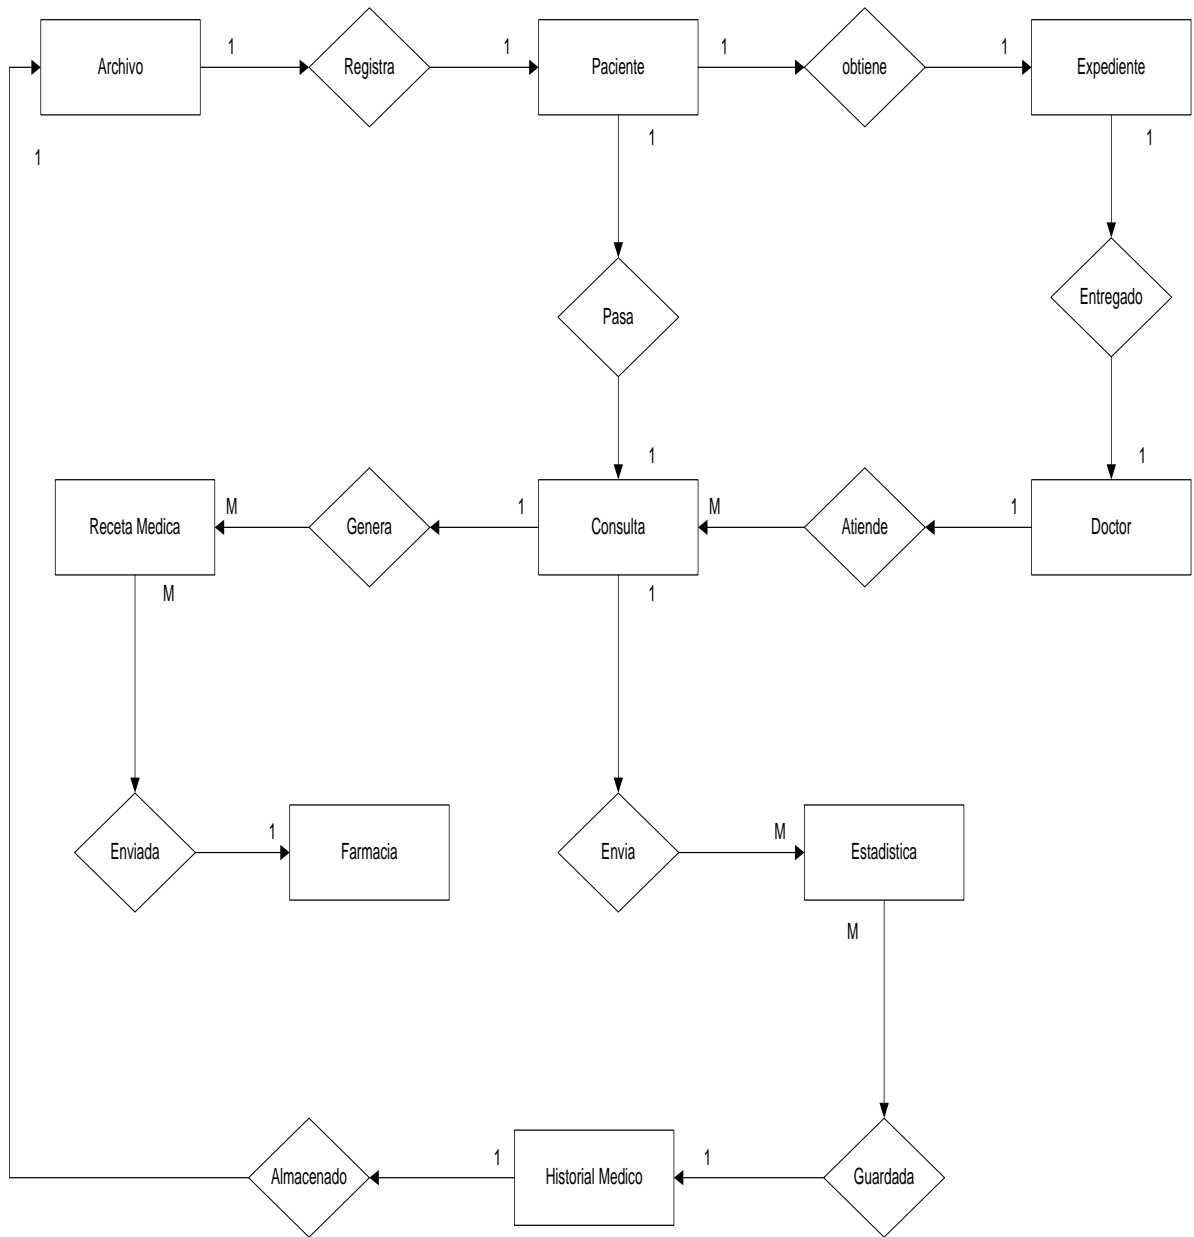 1
1
1
1
Archivo
Registra
Paciente
obtiene
Expediente
1
1
1
Entregado
Pasa
1
1
M
1
M
1
Receta Medica
Genera
Consulta
Atiende
Doctor
M
1
1
M
Enviada
Farmacia
Envia
Estadistica
M
1
1
Almacenado
Historial Medico
Guardada